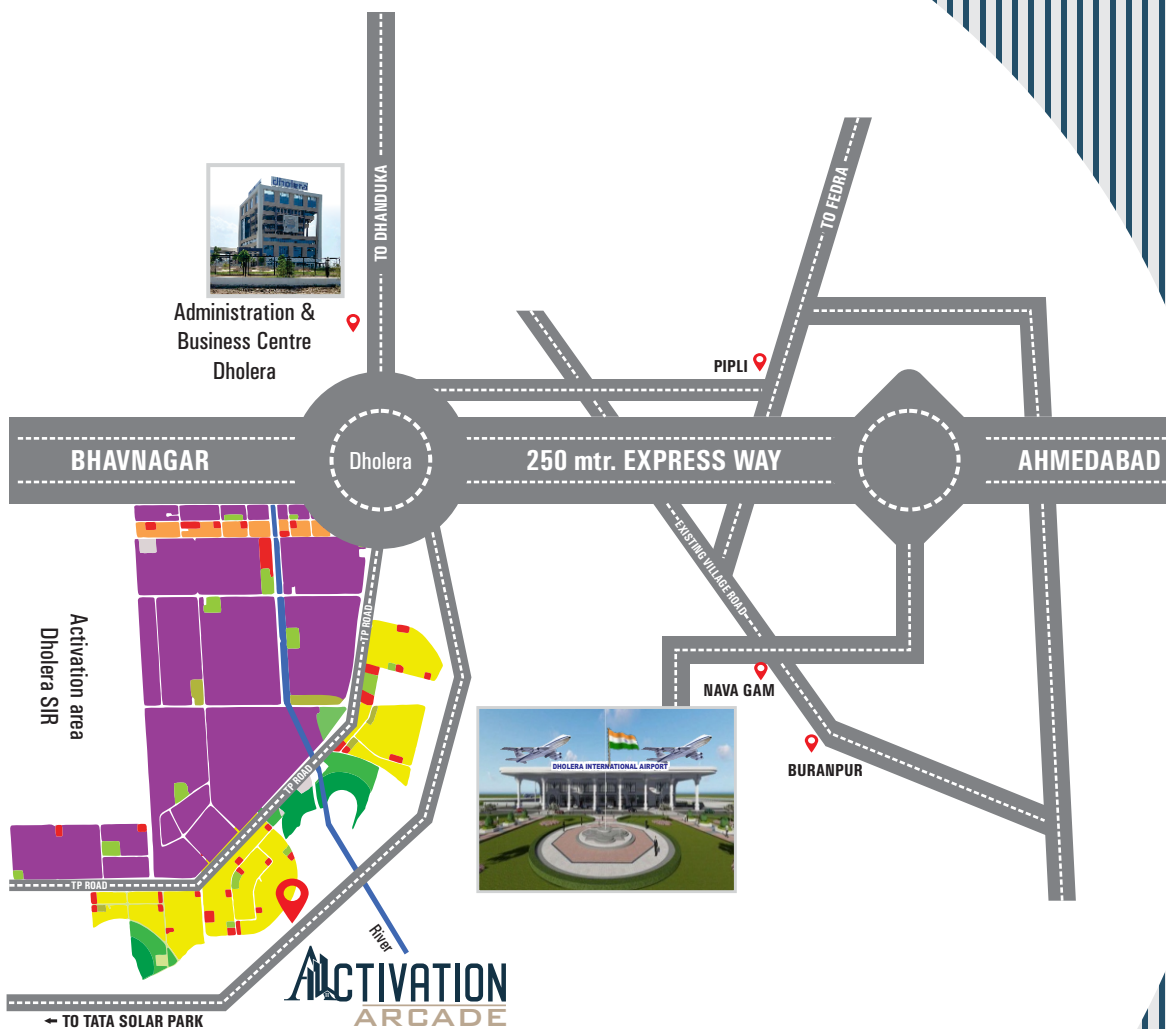 TO DHANDUKA
TO FEDRA
dholera
Administration &
Business Centre
Dholera
PIPLI
BHAVNAGAR
Dholera
250 mtr. EXPRESS WAY
AHMEDABAD
EXISTING VILLAGE ROAD
Activation area
Dholera SIR
TP ROAD
NAVA GAM
DHOLERA INTERNATIONAL AIRPORT
BURANPUR
TP ROAD
TP ROAD
River
ACTIVATION
ARCADE
TO TATA SOLAR PARK